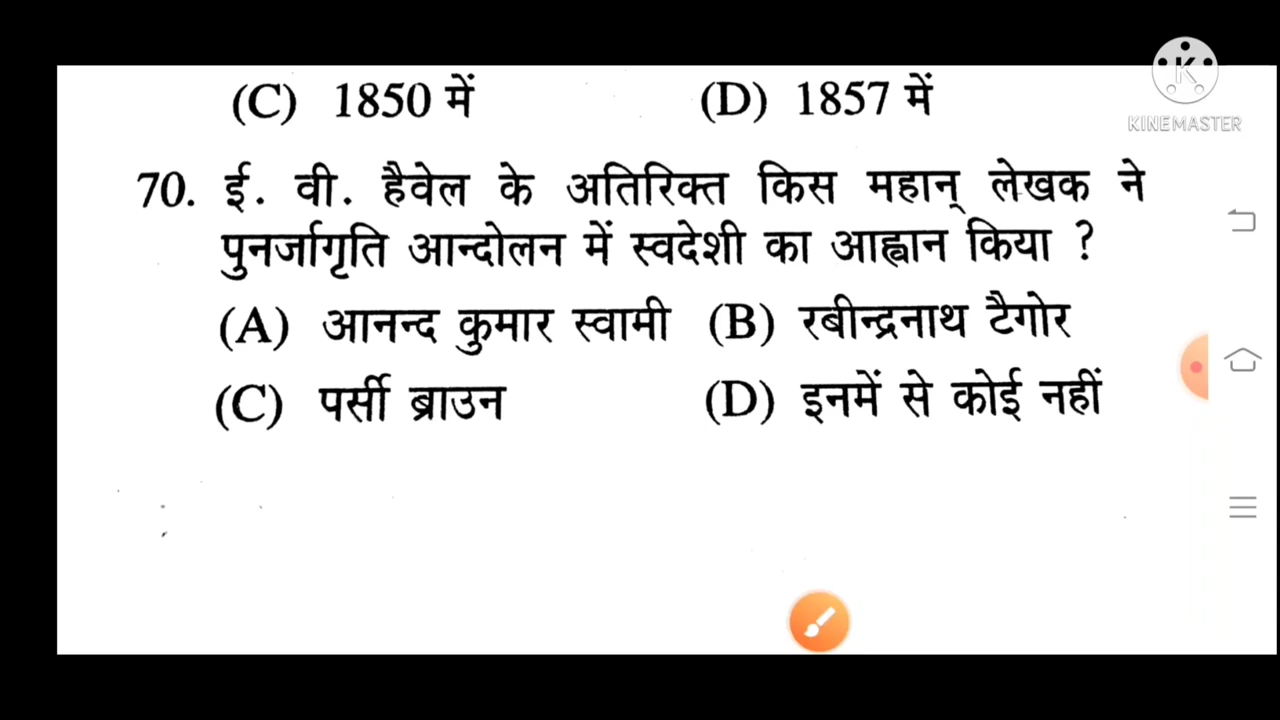 (C) 1850 में (D) 1857 में
KINEMASTER
70. ई. वी. हैवेल के अतिरिक्त किस महान् लेखक ने
पुनर्जागृति आन्दोलन में स्वदेशी का आह्वान किया ?
(A) आनन्द कुमार स्वामी (B) रबीन्द्रनाथ टैगोर
(C) पर्सी ब्राउन (D) इनमें से कोई नहीं